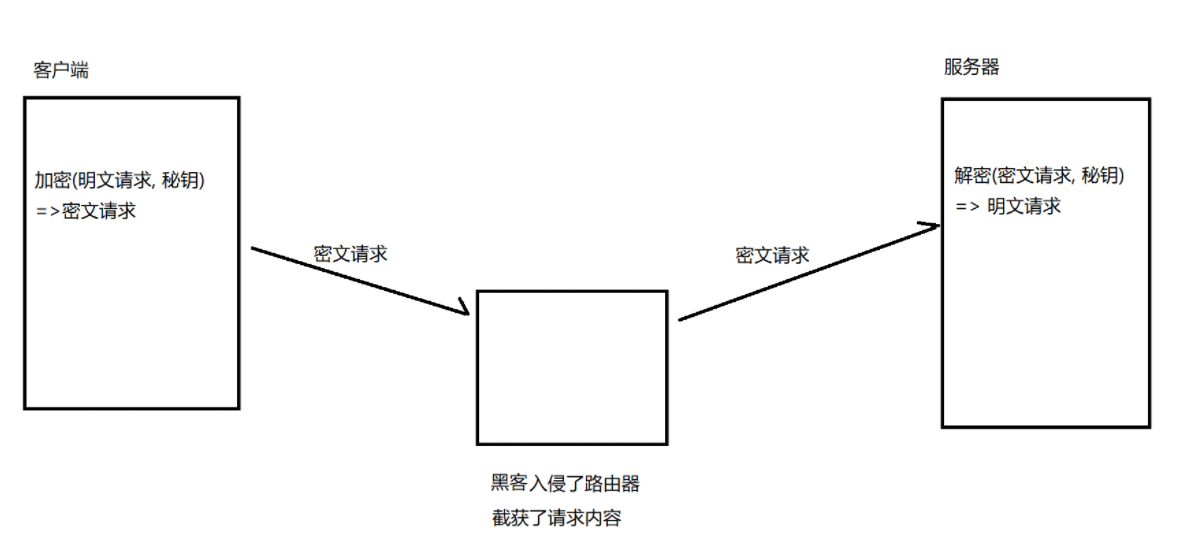 客户端
服务器
加密(明文请求, 秘钥)
=>密文请求
解密(密文请求, 秘钥)
=> 明文请求
密文请求
密文请求
黑客入侵了路由器
截获了请求内容